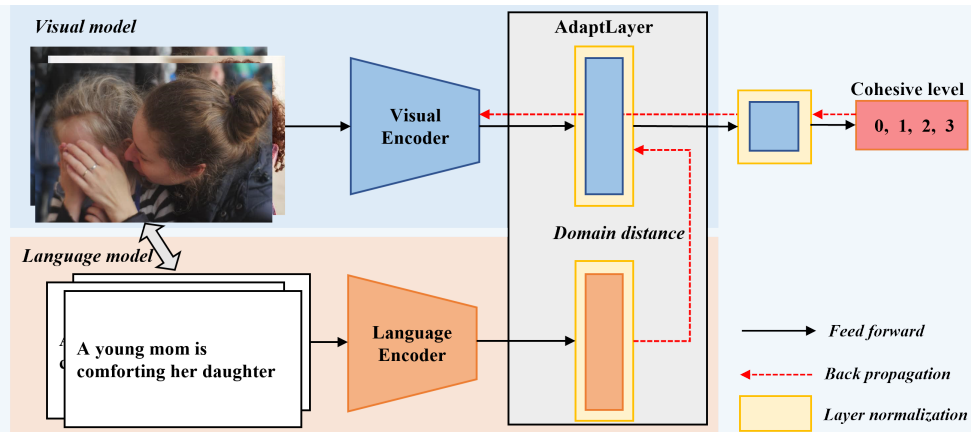 Visual model
AdaptLayer
Visual
Encoder
Cohesive level
0, 1, 2, 3
Domain distance
Language model
A young mom is
comforting her daughter
Language
Encoder
Feed forward
Back propagation
Layer normalization